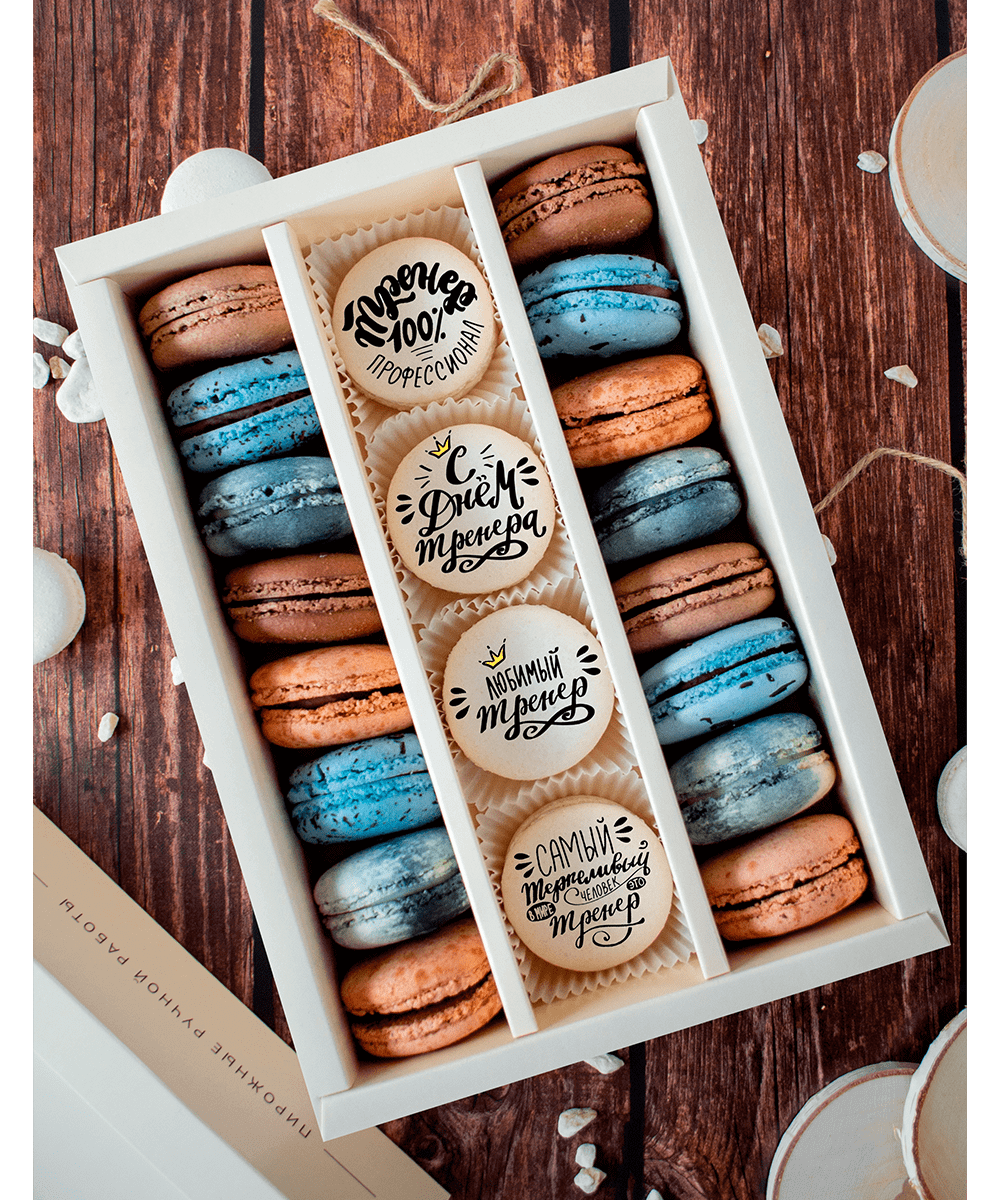 Тренер
100%
ПРОФЕССИОНАЛ
С
Днём
тренера
ЛЮБИМЫЙ
тренер
САМЫЙ
терпеливый
ЧЕЛОВЕК
В МИРЕ ЭТО
тренер
ПИРОЖНЫЕ РУЧНОЙ РАБОТЫ